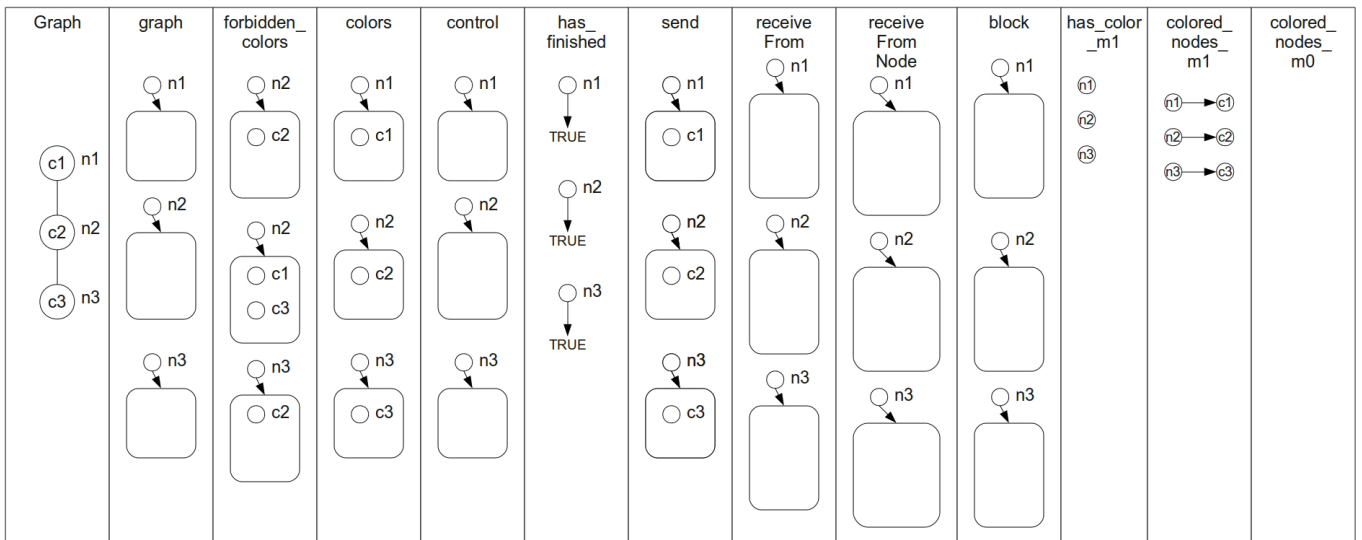 Graph
graph
forbidden_
colors
colors
control
has_
finished
send
receive
From
receive
From
Node
block
has_color
_m1
colored_
nodes_
m1
colored_
nodes_
m0
c1 n1
c2 n2
c3 n3
n1
n2
n3
n2
c2
n2
c1
c3
n3
c2
n1
c1
n2
c2
n3
c3
n1
n2
n3
n1
TRUE
n2
TRUE
n3
TRUE
n1
c1
n2
c2
n3
c3
n1
n2
n3
n1
n2
n3
n1
n2
n3
n1
n2
n3
n1 c1
n2 c2
n3 c3